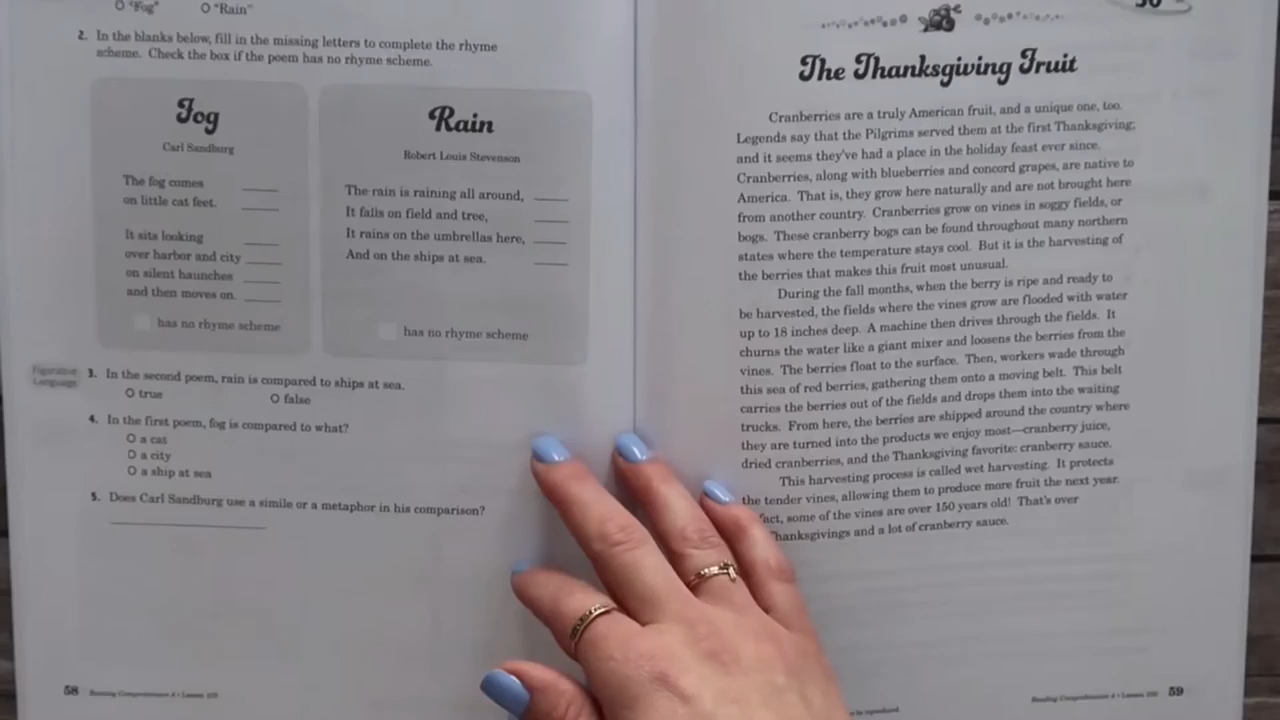 O "Fog" O "Rain"
2. In the blanks below, fill in the missing letters to complete the rhyme
scheme. Check the box if the poem has no rhyme scheme.
Fog
Carl Sandburg
The fog comes
on little cat feet.
It sits looking
over harbor and city
on silent haunches
and then moves on.
has no rhyme scheme
Rain
Robert Louis Stevenson
The rain is raining all around,
It falls on field and tree,
It rains on the umbrellas here,
And on the ships at sea.
has no rhyme scheme
Figurative
Language
3. In the second poem, rain is compared to ships at sea.
O true O false
4. In the first poem, fog is compared to what?
O a cat
O a city
O a ship at sea
5. Does Carl Sandburg use a simile or a metaphor in his comparison?
58 Reading Comprehension 4 • Lesson
The Thanksgiving Fruit
Cranberries are a truly American fruit, and a unique one, too.
Legends say that the Pilgrims served them at the first Thanksgiving;
and it seems they've had a place in the holiday feast ever since.
Cranberries, along with blueberries and concord grapes, are native to
America. That is, they grow here naturally and are not brought here
from another country. Cranberries grow on vines in soggy fields, or
bogs. These cranberry bogs can be found throughout many northern
states where the temperature stays cool. But it is the harvesting of
the berries that makes this fruit most unusual.
During the fall months, when the berry is ripe and ready to
be harvested, the fields where the vines grow are flooded with water
up to 18 inches deep. A machine then drives through the fields. It
churns the water like a giant mixer and loosens the berries from the
vines. The berries float to the surface. Then, workers wade through
this sea of red berries, gathering them onto a moving belt. This belt
carries the berries out of the fields and drops them into the waiting
trucks. From here, the berries are shipped around the country where
they are turned into the products we enjoy most—cranberry juice,
dried cranberries, and the Thanksgiving favorite: cranberry sauce.
This harvesting process is called wet harvesting. It protects
the tender vines, allowing them to produce more fruit the next year.
fact, some of the vines are over 150 years old! That's over
Thanksgivings and a lot of cranberry sauce.
be reproduced.
Reading Comprehension 4 • Lesson 59